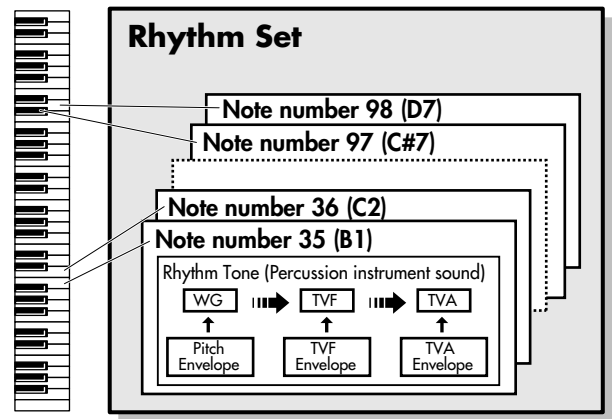 Rhythm Set
Note number 98 (D7)
Note number 97 (C#7)
Note number 36 (C2)
Note number 35 (B1)
Rhythm Tone (Percussion instrument sound)
WG TVF TVA
Pitch TVF TVA
Envelope Envelope Envelope